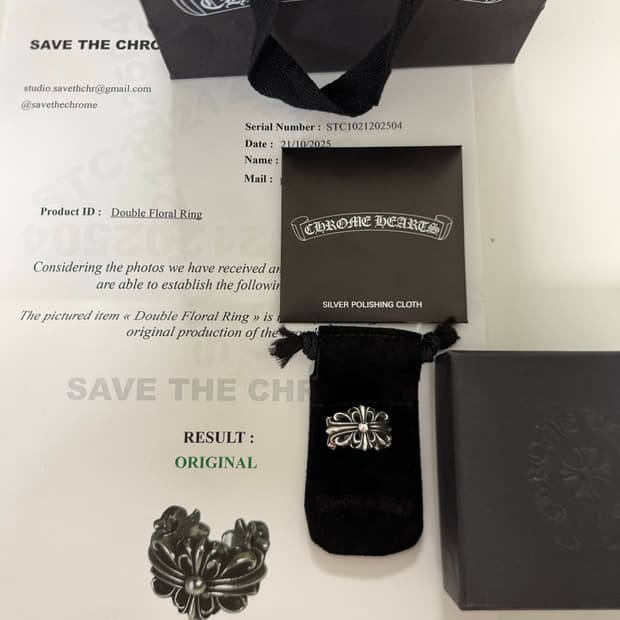 SAVE THE CHRO
studio.savethchr@gmail.com
@savethechrome
Serial Number : STC1021202504
Date : 21/10/2025
Name :
Mail :
Product ID : Double Floral Ring
Considering the photos we have received an
are able to establish the followin
The pictured item « Double Floral Ring » is
original production of the
SAVE THE CHR
RESULT :
ORIGINAL
CHROME HEARTS
SILVER POLISHING CLOTH